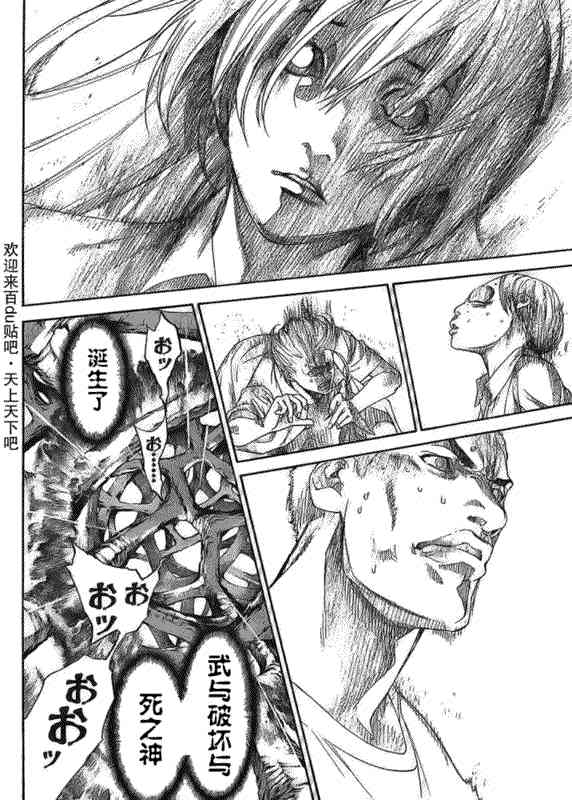 欢迎来百du贴吧·天上天下吧
おッ
诞生了
お……
お
おッ
武与破坏与
死之神
おおッ